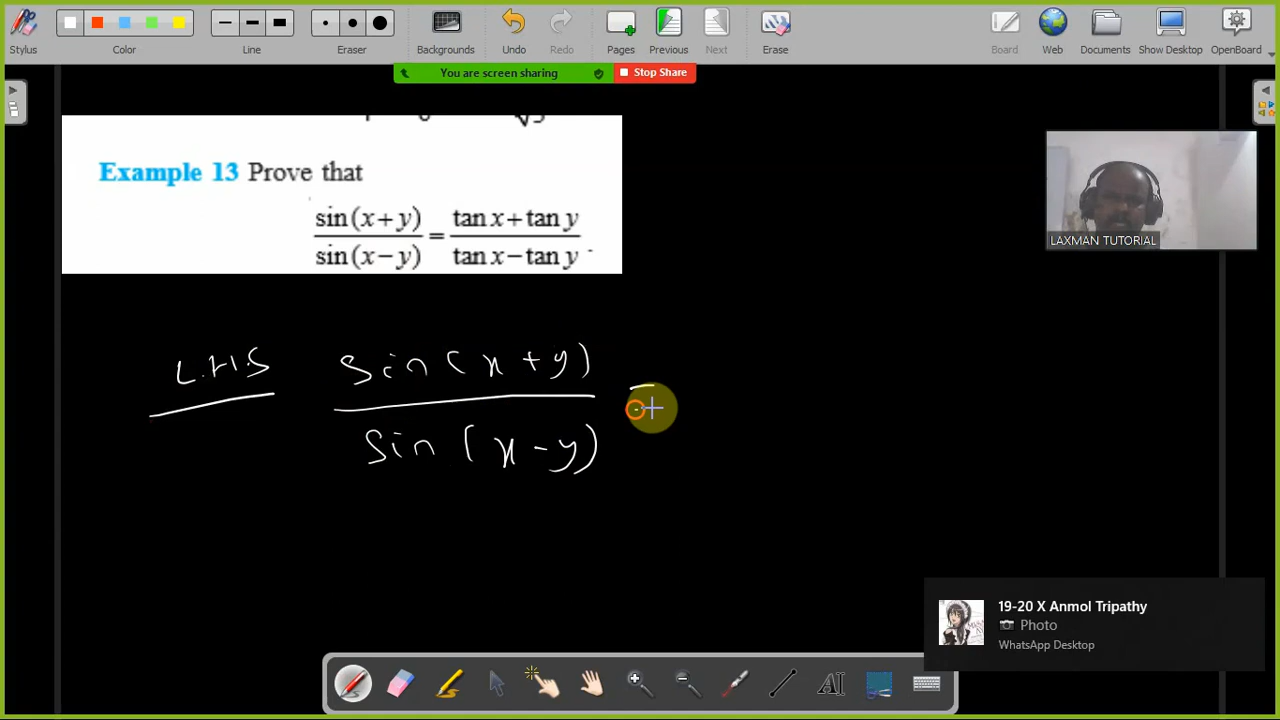 Stylus Color Line Eraser Backgrounds Undo Redo Pages Previous Next Erase Board Web Documents Show Desktop OpenBoard
You are screen sharing Stop Share
Example 13 Prove that
sin(x+y) / sin(x−y) = tan x+tan y / tan x−tan y .
LAXMAN TUTORIAL
L.H.S sin(x+y)
=
sin(x-y)
19-20 X Anmol Tripathy
Photo
WhatsApp Desktop
AI